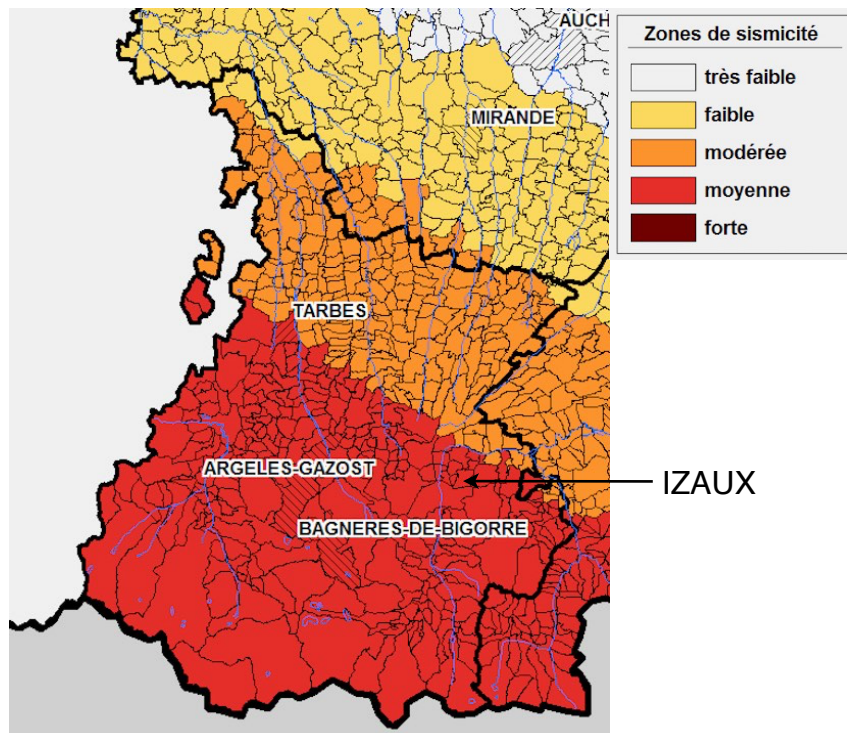 AUCH
MIRANDE
TARBES
ARGELES-GAZOST
BAGNERES-DE-BIGORRE
Zones de sismicité
très faible
faible
modérée
moyenne
forte
IZAUX